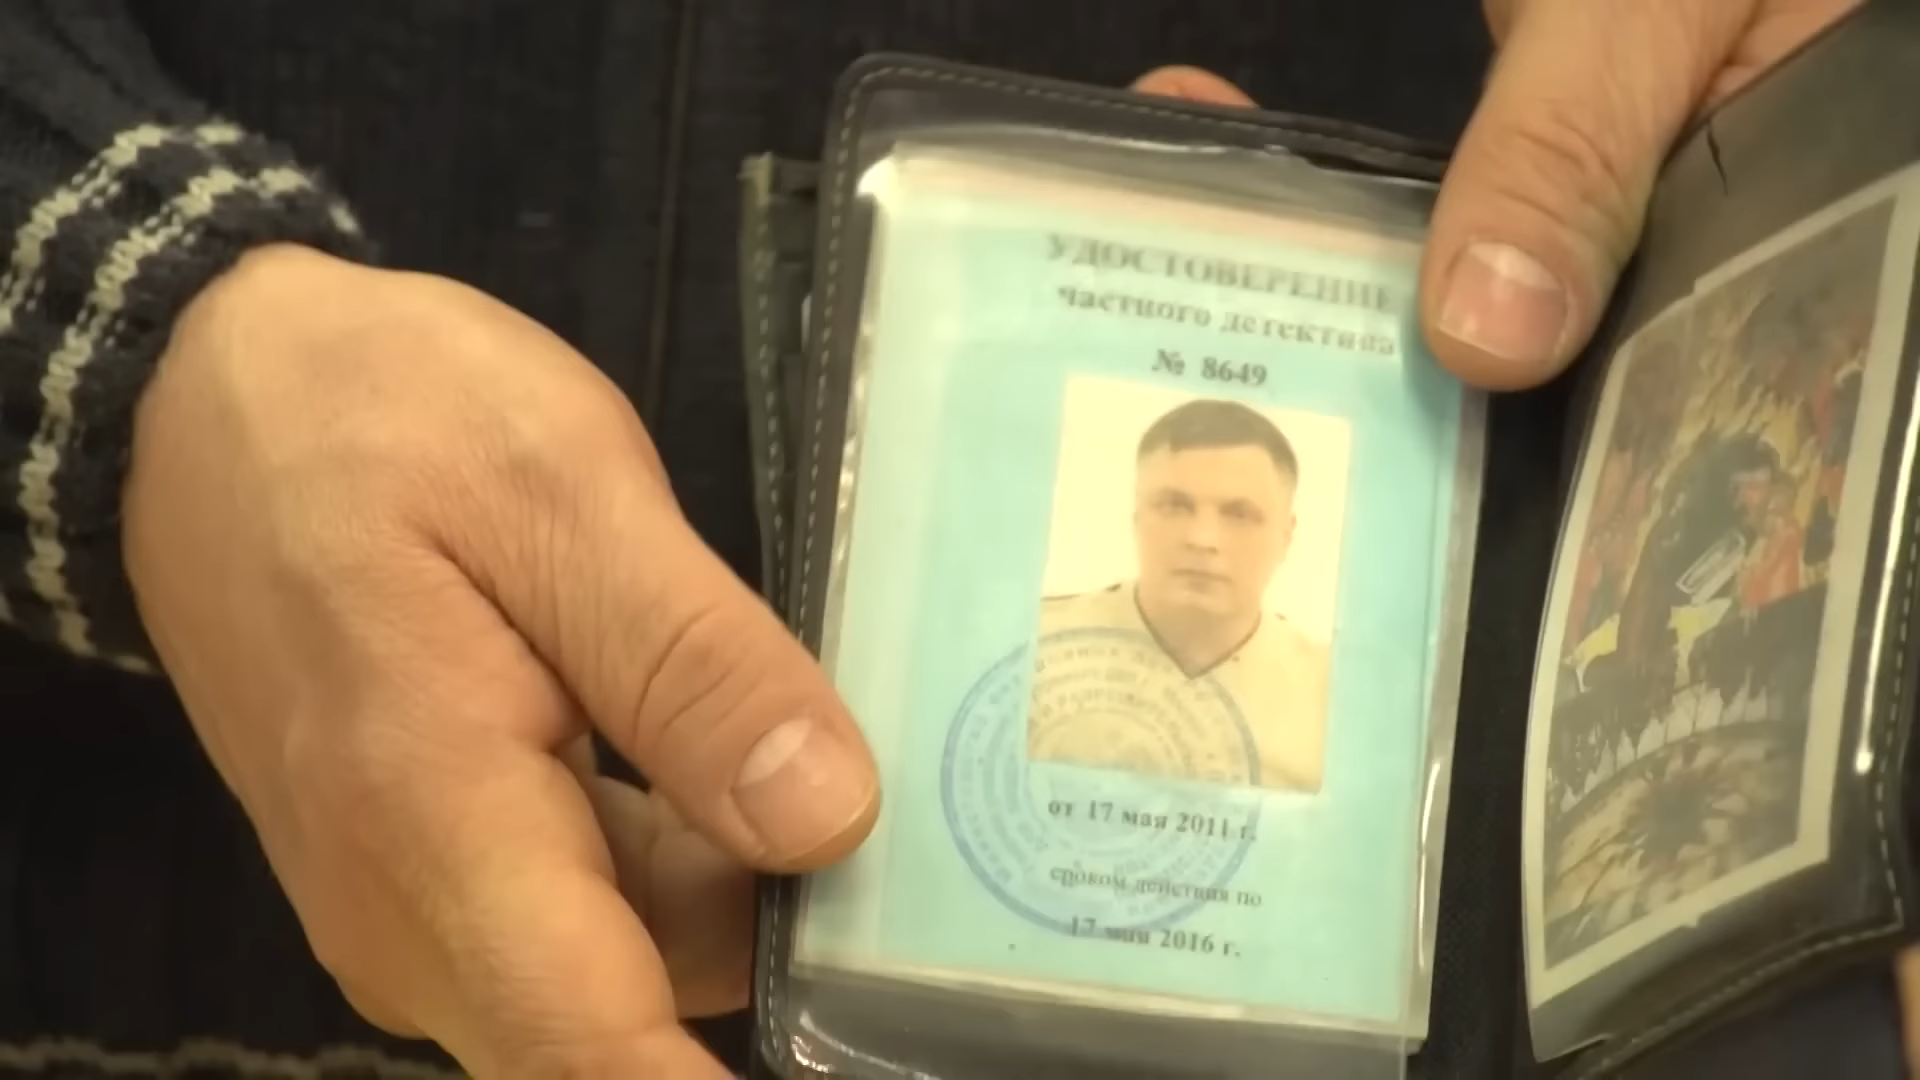 УДОСТОВЕРЕНИЕ
частного детектива
№ 8649
от 17 мая 2011 г.
сроком действия по
17 мая 2016 г.